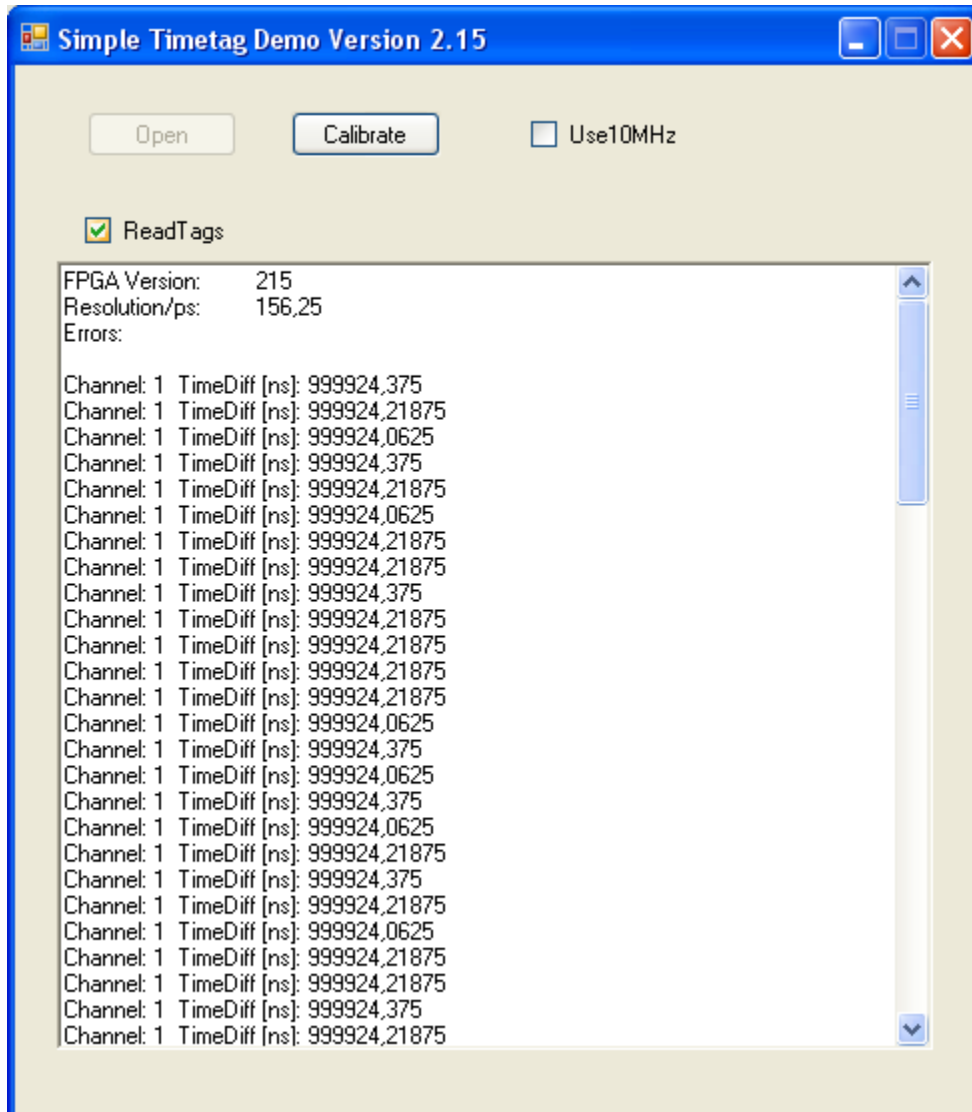 Simple Timetag Demo Version 2.15
Open Calibrate Use10MHz
ReadTags
FPGA Version: 215
Resolution/ps: 156,25
Errors:
Channel: 1 TimeDiff [ns]: 999924,375
Channel: 1 TimeDiff [ns]: 999924,21875
Channel: 1 TimeDiff [ns]: 999924,0625
Channel: 1 TimeDiff [ns]: 999924,375
Channel: 1 TimeDiff [ns]: 999924,21875
Channel: 1 TimeDiff [ns]: 999924,0625
Channel: 1 TimeDiff [ns]: 999924,21875
Channel: 1 TimeDiff [ns]: 999924,21875
Channel: 1 TimeDiff [ns]: 999924,375
Channel: 1 TimeDiff [ns]: 999924,21875
Channel: 1 TimeDiff [ns]: 999924,21875
Channel: 1 TimeDiff [ns]: 999924,21875
Channel: 1 TimeDiff [ns]: 999924,21875
Channel: 1 TimeDiff [ns]: 999924,0625
Channel: 1 TimeDiff [ns]: 999924,375
Channel: 1 TimeDiff [ns]: 999924,0625
Channel: 1 TimeDiff [ns]: 999924,375
Channel: 1 TimeDiff [ns]: 999924,0625
Channel: 1 TimeDiff [ns]: 999924,21875
Channel: 1 TimeDiff [ns]: 999924,375
Channel: 1 TimeDiff [ns]: 999924,21875
Channel: 1 TimeDiff [ns]: 999924,0625
Channel: 1 TimeDiff [ns]: 999924,21875
Channel: 1 TimeDiff [ns]: 999924,21875
Channel: 1 TimeDiff [ns]: 999924,375
Channel: 1 TimeDiff [ns]: 999924,21875